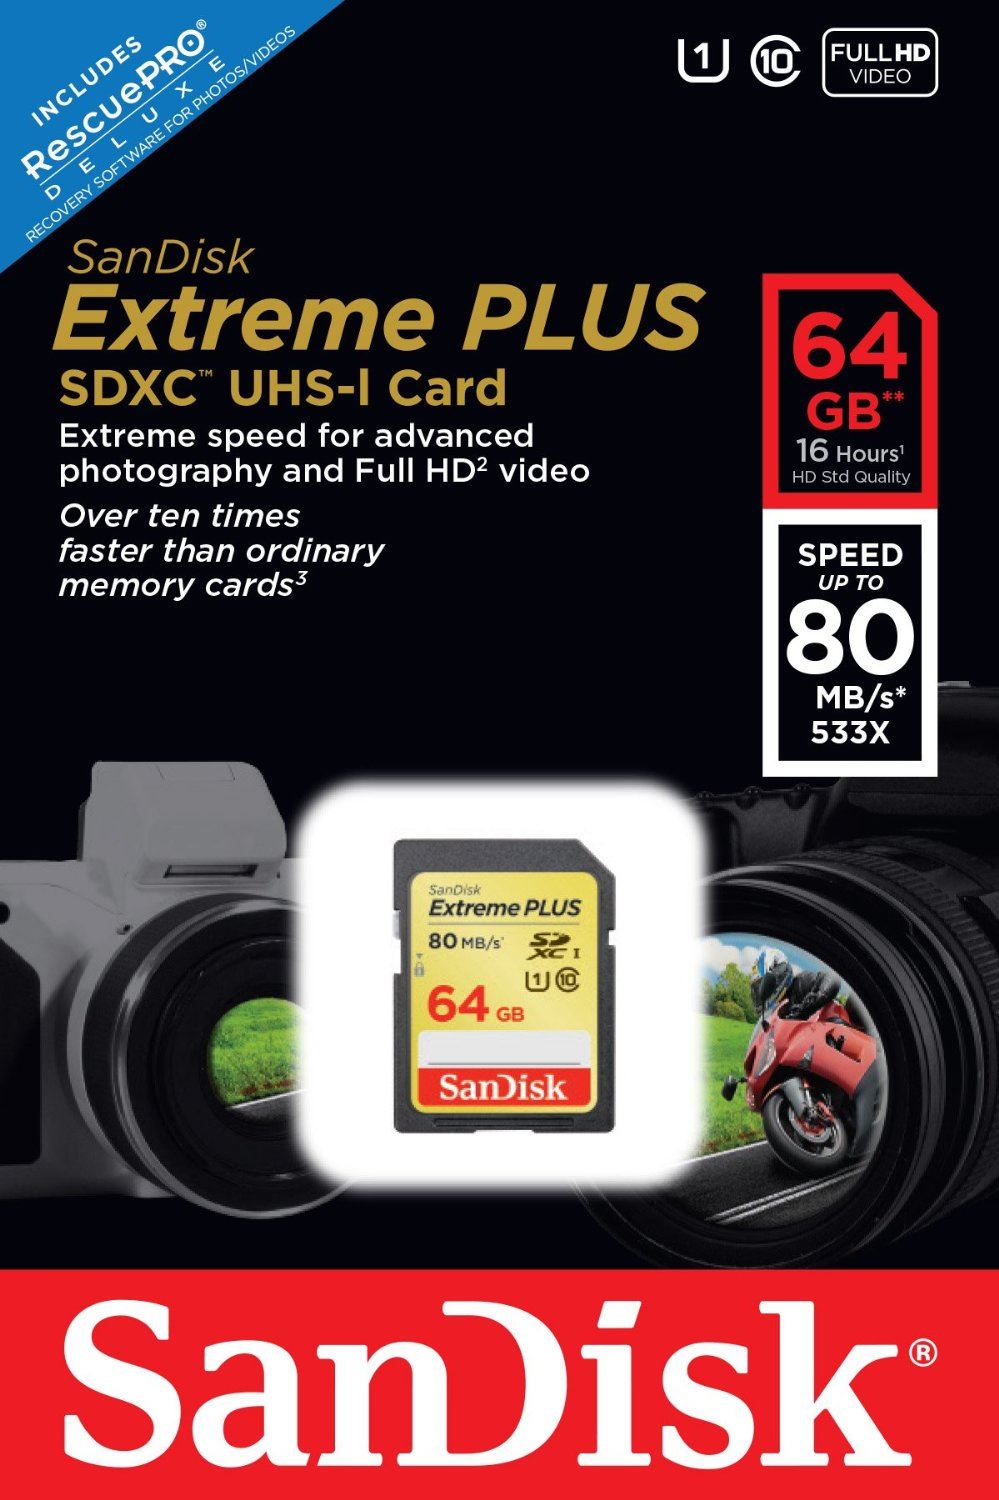 INCLUDES
RescuePRO®
DELUXE
RECOVERY SOFTWARE FOR PHOTOS/VIDEOS
U1 C10 FULL HD
VIDEO
SanDisk
Extreme PLUS
SDXC™ UHS-I Card
Extreme speed for advanced
photography and Full HD² video
Over ten times
faster than ordinary
memory cards³
64
GB**
16 Hours¹
HD Std Quality
SPEED
UP TO
80
MB/s*
533X
SanDisk
Extreme PLUS
80 MB/s*
SD XC I
U1 C10
64 GB
SanDisk
SanDisk®